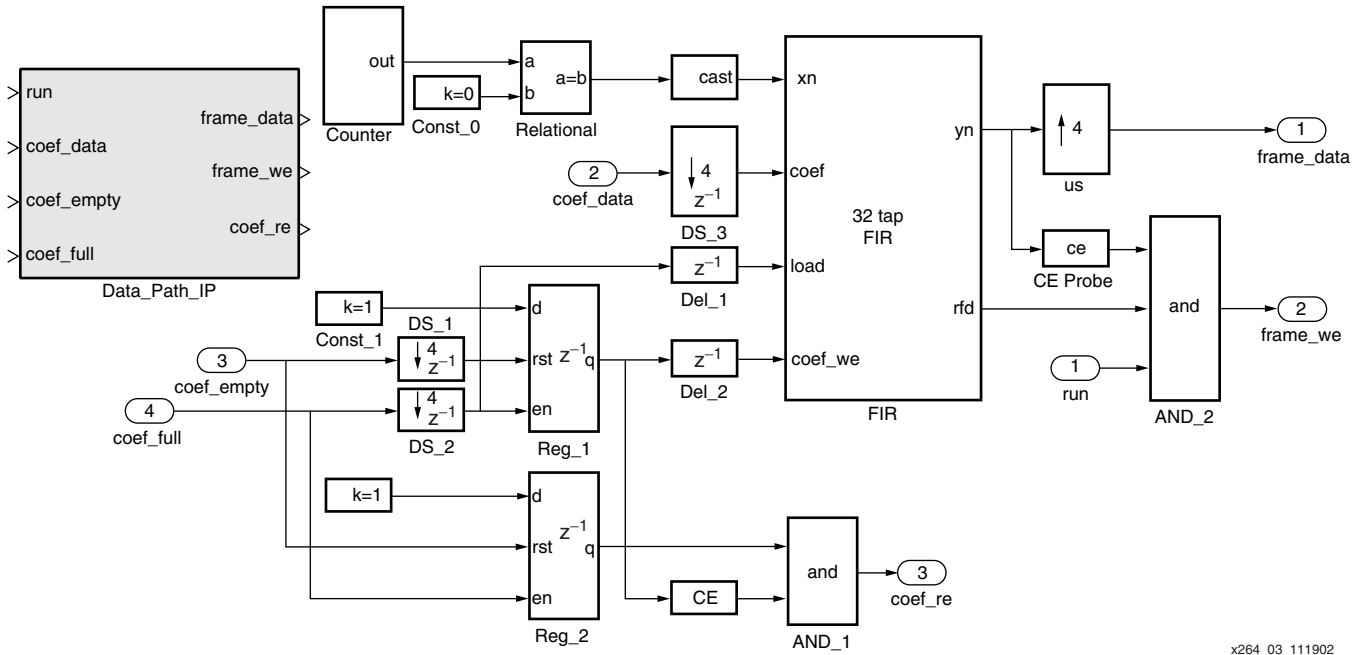 run
coef_data
coef_empty
coef_full
frame_data
frame_we
coef_re
Data_Path_IP
out
Counter
k=0
Const_0
a
b
a=b
Relational
cast
xn
coef
load
coef_we
yn
rfd
32 tap
FIR
FIR
2
coef_data
↓ 4
z⁻¹
DS_3
z⁻¹
Del_1
z⁻¹
Del_2
↑ 4
us
1
frame_data
ce
CE Probe
and
AND_2
2
frame_we
1
run
k=1
Const_1
3
coef_empty
4
coef_full
DS_1
↓ 4
z⁻¹
↓ 4
z⁻¹
DS_2
d
rst
en
z⁻¹
q
Reg_1
k=1
d
rst
en
z⁻¹
q
Reg_2
CE
and
AND_1
3
coef_re
x264_03_111902